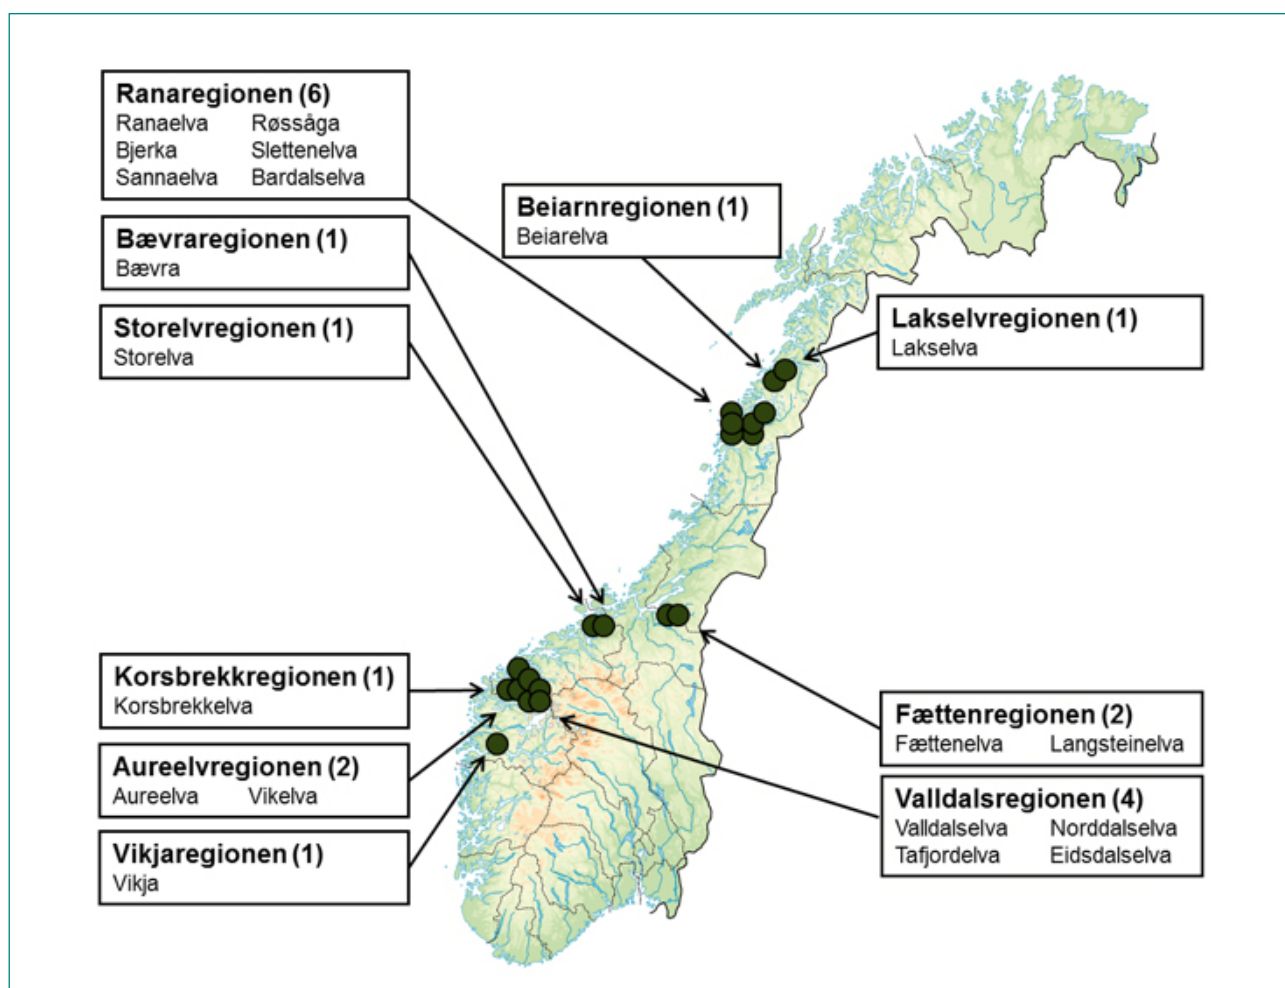 Ranaregionen (6)
Ranaelva Røssåga
Bjerka Slettenelva
Sannaelva Bardalselva
Beiarnregionen (1)
Beiarelva
Bævraregionen (1)
Bævra
Lakselvregionen (1)
Lakselva
Storelvregionen (1)
Storelva
Korsbrekkregionen (1)
Korsbrekkelva
Fættenregionen (2)
Fættenelva Langsteinelva
Aureelvregionen (2)
Aureelva Vikelva
Valldalsregionen (4)
Valldalselva Norddalselva
Tafjordelva Eidsdalselva
Vikjaregionen (1)
Vikja